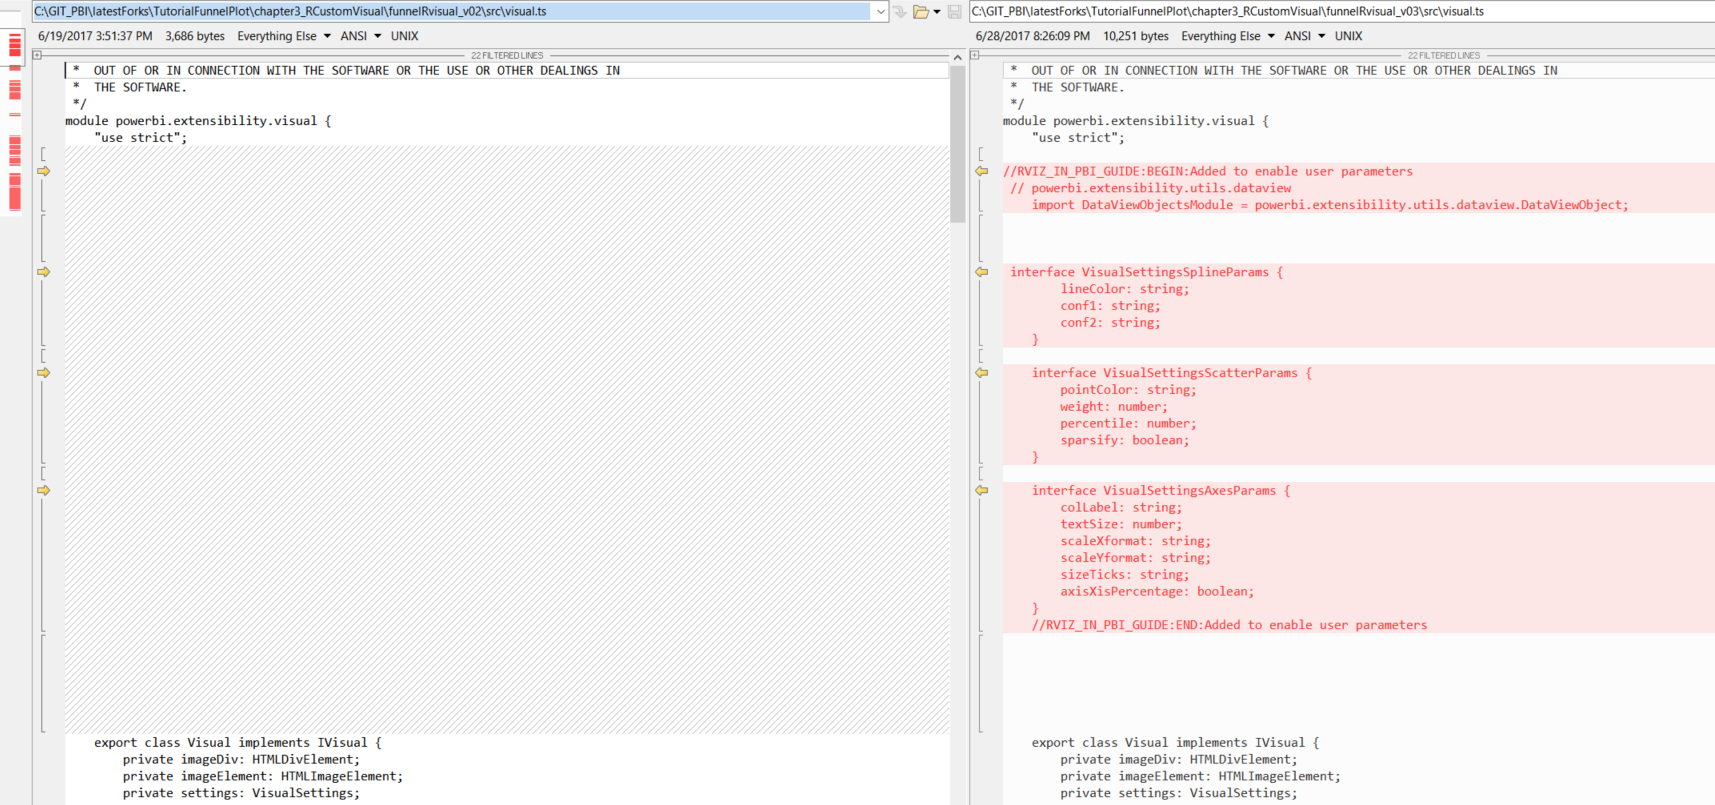 C:\GIT_PBI\latestForks\TutorialFunnelPlot\chapter3_RCustomVisual\funnelRvisual_v02\src\visual.ts
6/19/2017 3:51:37 PM 3,686 bytes Everything Else ANSI UNIX
22 FILTERED LINES
* OUT OF OR IN CONNECTION WITH THE SOFTWARE OR THE USE OR OTHER DEALINGS IN
* THE SOFTWARE.
*/
module powerbi.extensibility.visual {
"use strict";
export class Visual implements IVisual {
private imageDiv: HTMLDivElement;
private imageElement: HTMLImageElement;
private settings: VisualSettings;
C:\GIT_PBI\latestForks\TutorialFunnelPlot\chapter3_RCustomVisual\funnelRvisual_v03\src\visual.ts
6/28/2017 8:26:09 PM 10,251 bytes Everything Else ANSI UNIX
22 FILTERED LINES
* OUT OF OR IN CONNECTION WITH THE SOFTWARE OR THE USE OR OTHER DEALINGS IN
* THE SOFTWARE.
*/
module powerbi.extensibility.visual {
"use strict";
//RVIZ_IN_PBI_GUIDE:BEGIN:Added to enable user parameters
// powerbi.extensibility.utils.dataview
import DataViewObjectsModule = powerbi.extensibility.utils.dataview.DataViewObject;
interface VisualSettingsSplineParams {
lineColor: string;
conf1: string;
conf2: string;
}
interface VisualSettingsScatterParams {
pointColor: string;
weight: number;
percentile: number;
sparsify: boolean;
}
interface VisualSettingsAxesParams {
colLabel: string;
textSize: number;
scaleXformat: string;
scaleYformat: string;
sizeTicks: string;
axisXisPercentage: boolean;
}
//RVIZ_IN_PBI_GUIDE:END:Added to enable user parameters
export class Visual implements IVisual {
private imageDiv: HTMLDivElement;
private imageElement: HTMLImageElement;
private settings: VisualSettings;